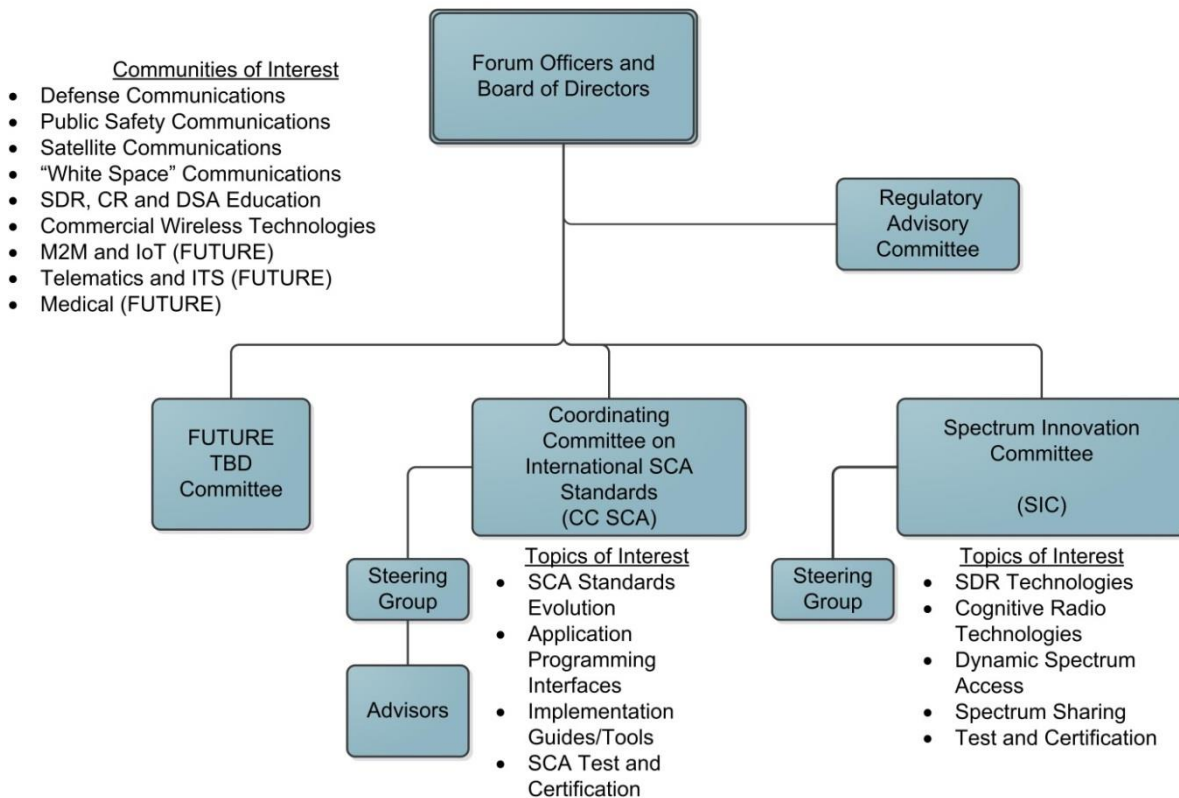 Forum Officers and
Board of Directors
Communities of Interest
• Defense Communications
• Public Safety Communications
• Satellite Communications
• “White Space” Communications
• SDR, CR and DSA Education
• Commercial Wireless Technologies
• M2M and IoT (FUTURE)
• Telematics and ITS (FUTURE)
• Medical (FUTURE)
Regulatory
Advisory
Committee
FUTURE
TBD
Committee
Coordinating
Committee on
International SCA
Standards
(CC SCA)
Spectrum Innovation
Committee
(SIC)
Steering
Group
Advisors
Topics of Interest
• SCA Standards
Evolution
• Application
Programming
Interfaces
• Implementation
Guides/Tools
• SCA Test and
Certification
Steering
Group
Topics of Interest
• SDR Technologies
• Cognitive Radio
Technologies
• Dynamic Spectrum
Access
• Spectrum Sharing
• Test and Certification